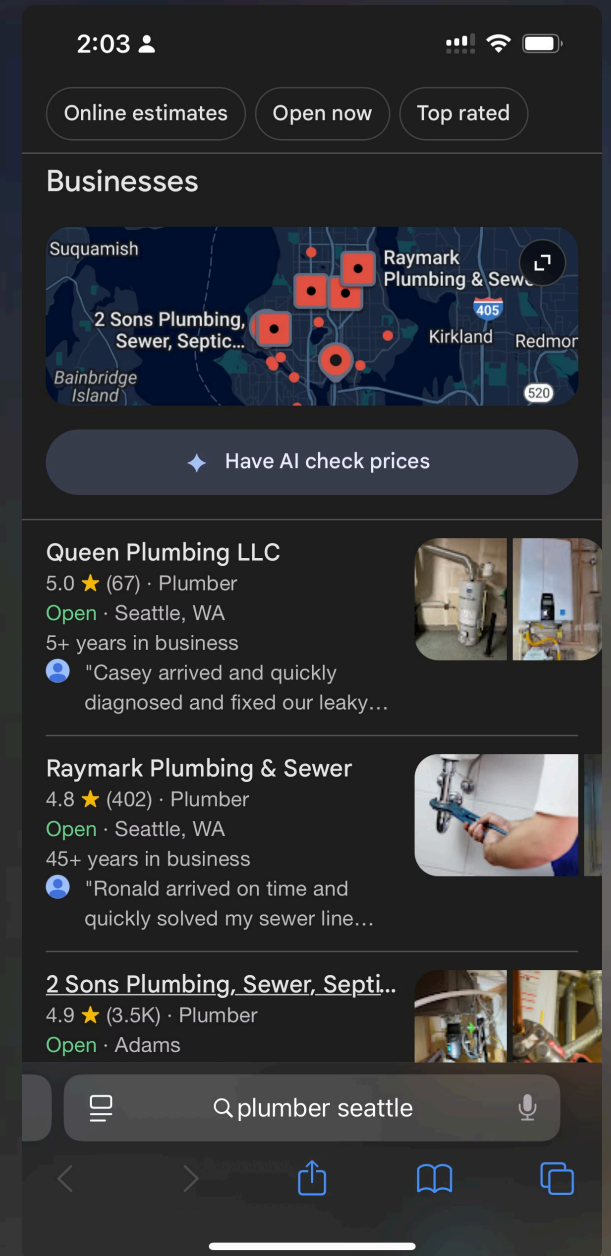 2:03
Online estimates
Open now
Top rated
Businesses
Suquamish
Raymark
Plumbing & Sewe
405
2 Sons Plumbing,
Sewer, Septic...
Kirkland
Redmor
Bainbridge
Island
520
Have AI check prices
Queen Plumbing LLC
5.0 ★ (67) · Plumber
Open · Seattle, WA
5+ years in business
"Casey arrived and quickly
diagnosed and fixed our leaky…
Raymark Plumbing & Sewer
4.8 ★ (402) · Plumber
Open · Seattle, WA
45+ years in business
"Ronald arrived on time and
quickly solved my sewer line…
2 Sons Plumbing, Sewer, Septi…
4.9 ★ (3.5K) · Plumber
Open · Adams
plumber seattle